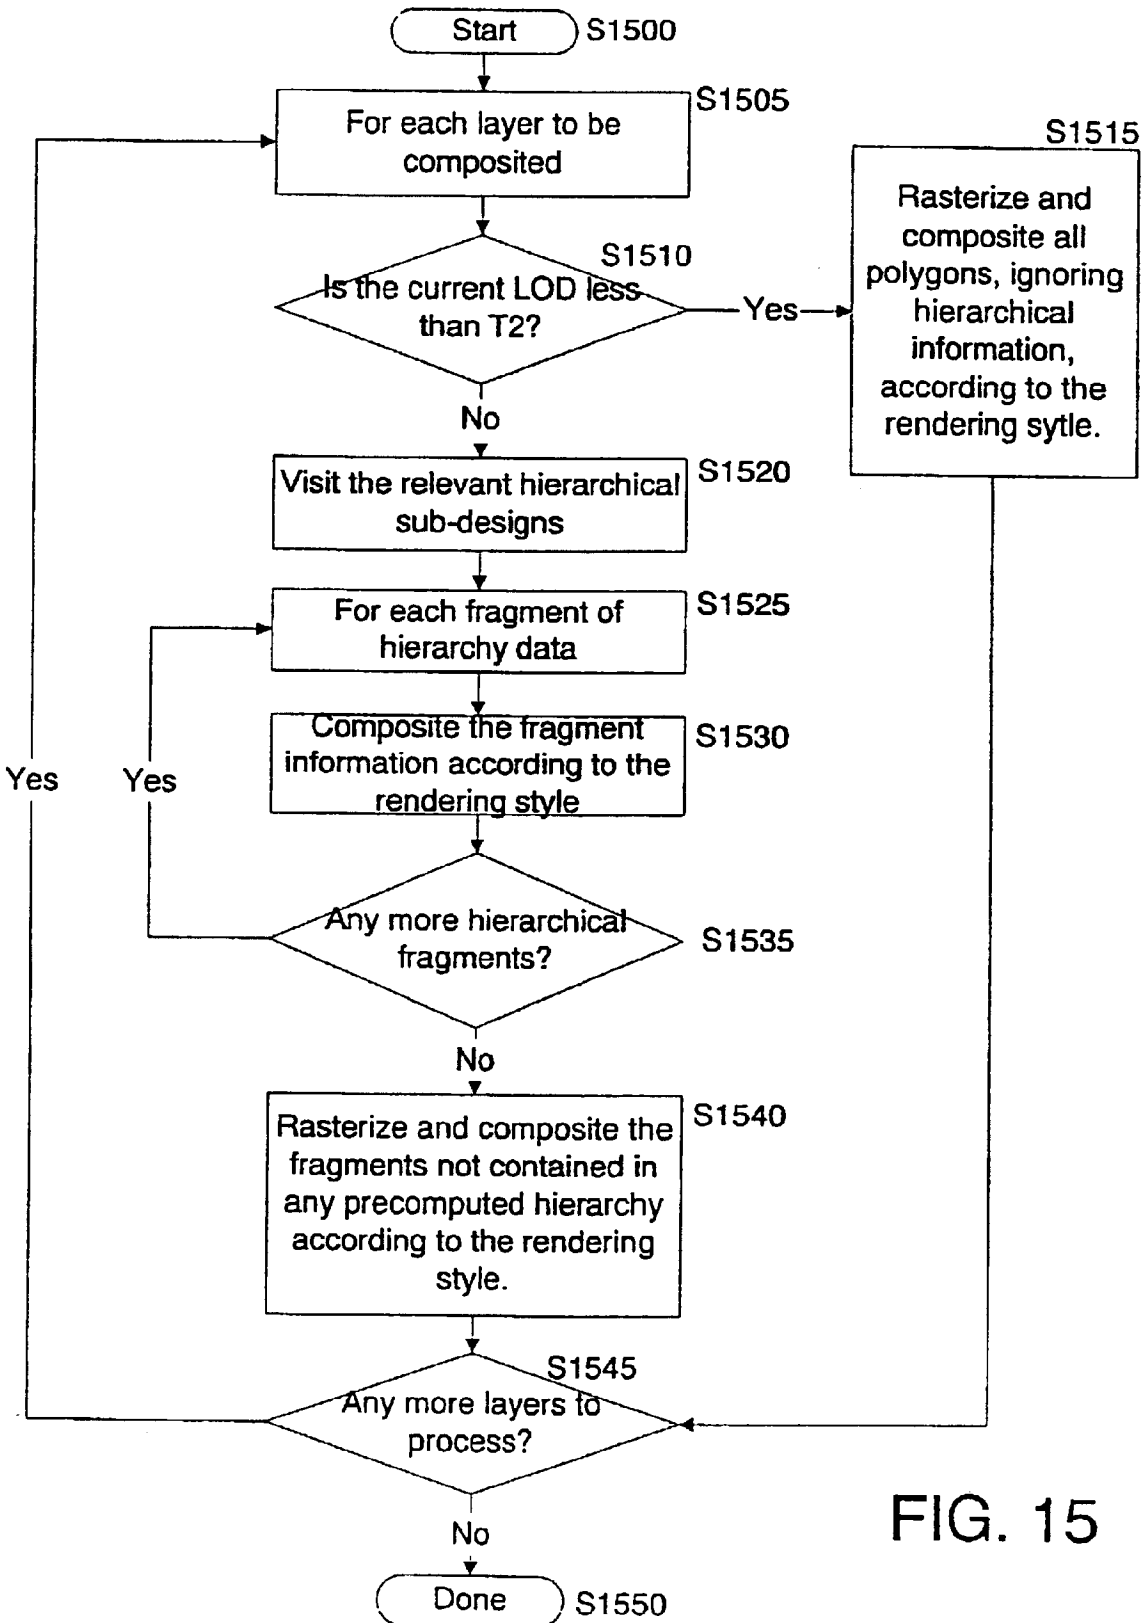 Start
S1500
For each layer to be
composited
S1505
S1515
Rasterize and
composite all
polygons, ignoring
hierarchical
information,
according to the
rendering sytle.
S1510
Is the current LOD less
than T2?
Yes
No
Visit the relevant hierarchical
sub-designs
S1520
For each fragment of
hierarchy data
S1525
Composite the fragment
information according to the
rendering style
S1530
Yes
Yes
Any more hierarchical
fragments?
S1535
No
Rasterize and composite the
fragments not contained in
any precomputed hierarchy
according to the rendering
style.
S1540
S1545
Any more layers to
process?
No
Done
S1550
FIG. 15